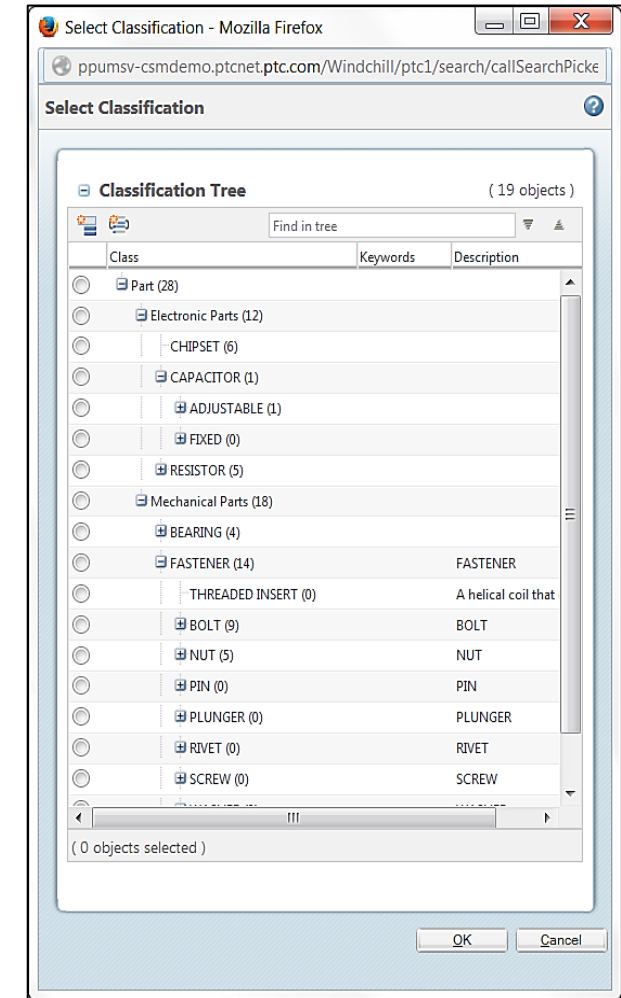 Select Classification - Mozilla Firefox
ppumsv-csmdemo.ptcnet.ptc.com/Windchill/ptc1/search/callSearchPicke
Select Classification
Classification Tree ( 19 objects )
Find in tree
Class Keywords Description
Part (28)
Electronic Parts (12)
CHIPSET (6)
CAPACITOR (1)
ADJUSTABLE (1)
FIXED (0)
RESISTOR (5)
Mechanical Parts (18)
BEARING (4)
FASTENER (14) FASTENER
THREADED INSERT (0) A helical coil that
BOLT (9) BOLT
NUT (5) NUT
PIN (0) PIN
PLUNGER (0) PLUNGER
RIVET (0) RIVET
SCREW (0) SCREW
( 0 objects selected )
OK Cancel